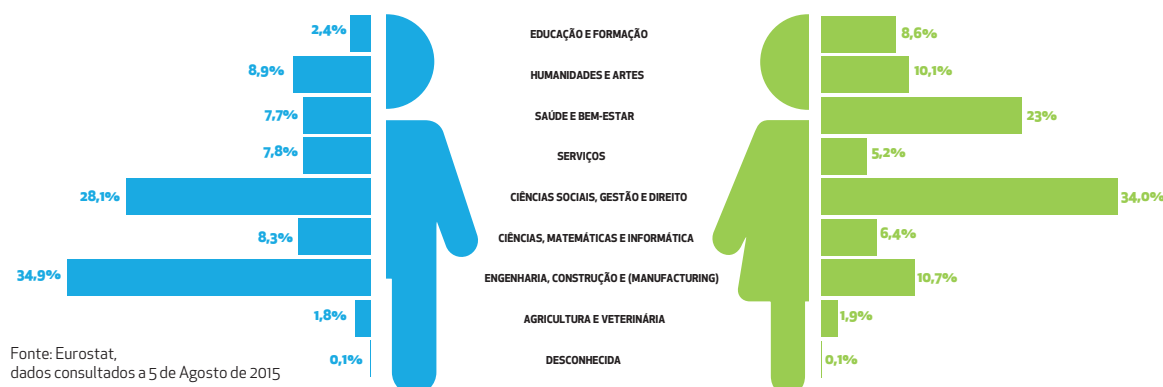 2,4% EDUCAÇÃO E FORMAÇÃO 8,6%
8,9% HUMANIDADES E ARTES 10,1%
7,7% SAÚDE E BEM-ESTAR 23%
7,8% SERVIÇOS 5,2%
28,1% CIÊNCIAS SOCIAIS, GESTÃO E DIREITO 34,0%
8,3% CIÊNCIAS, MATEMÁTICAS E INFORMÁTICA 6,4%
34,9% ENGENHARIA, CONSTRUÇÃO E (MANUFACTURING) 10,7%
1,8% AGRICULTURA E VETERINÁRIA 1,9%
0,1% DESCONHECIDA 0,1%
Fonte: Eurostat,
dados consultados a 5 de Agosto de 2015